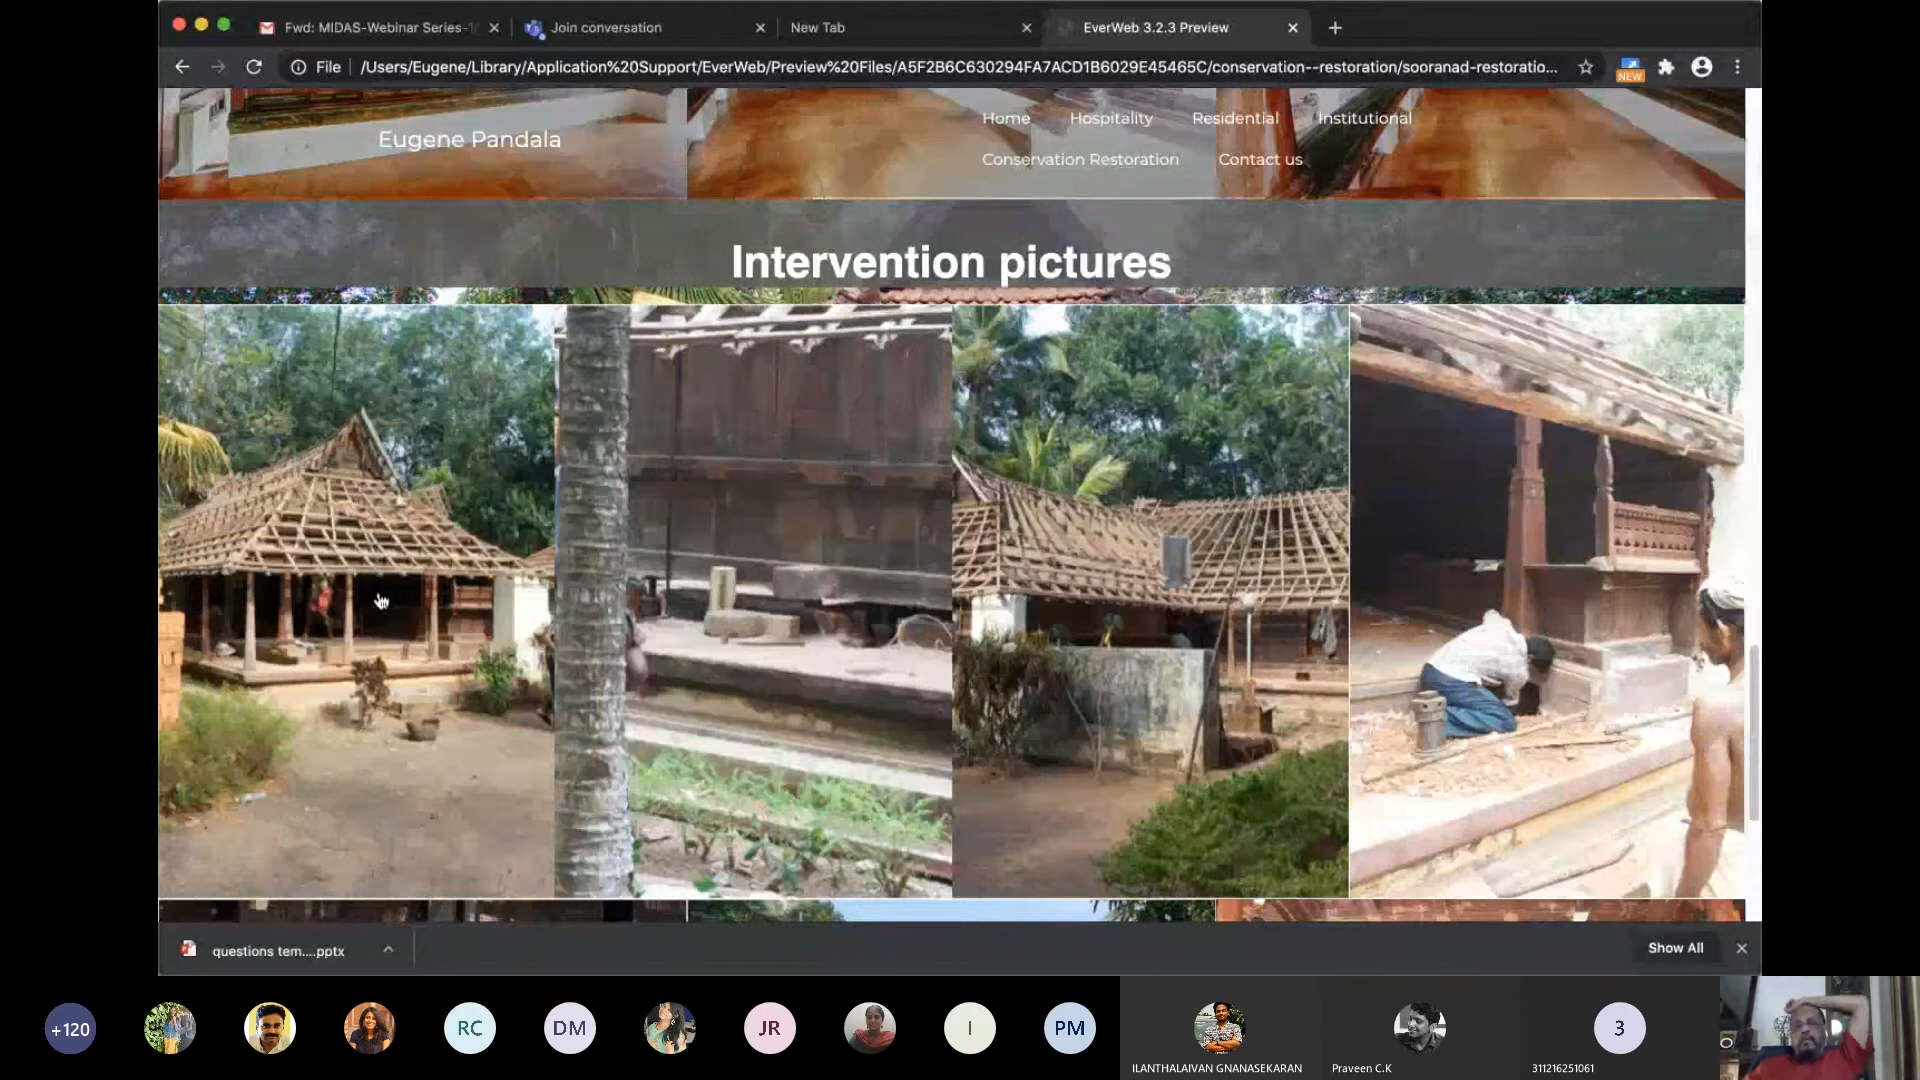 Fwd: MIDAS-Webinar Series-1
Join conversation
New Tab
EverWeb 3.2.3 Preview
File
/Users/Eugene/Library/Application%20Support/EverWeb/Preview%20Files/A5F2B6C630294FA7ACD1B6029E45465C/conservation--restoration/sooranad-restoratio...
NEW
Eugene Pandala
Home Hospitality Residential Institutional
Conservation Restoration Contact us
Intervention pictures
questions tem....pptx
Show All
+120
RC
DM
JR
I
PM
3
ILANTHALAIVAN GNANASEKARAN
Praveen C.K
311216251061